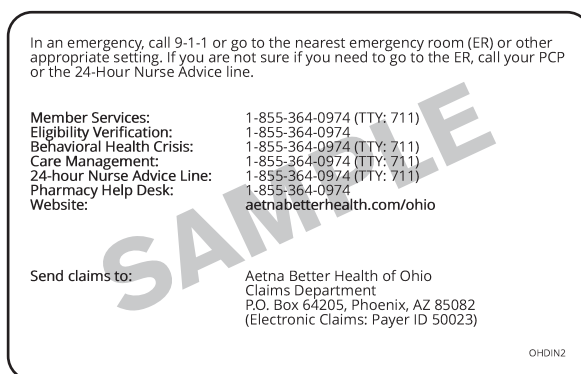 In an emergency, call 9-1-1 or go to the nearest emergency room (ER) or other
appropriate setting. If you are not sure if you need to go to the ER, call your PCP
or the 24-Hour Nurse Advice line.
Member Services: 1-855-364-0974 (TTY: 711)
Eligibility Verification: 1-855-364-0974
Behavioral Health Crisis: 1-855-364-0974 (TTY: 711)
Care Management: 1-855-364-0974 (TTY: 711)
24-hour Nurse Advice Line: 1-855-364-0974 (TTY: 711)
Pharmacy Help Desk: 1-855-364-0974
Website: aetnabetterhealth.com/ohio
SAMPLE
Send claims to: Aetna Better Health of Ohio
Claims Department
P.O. Box 64205, Phoenix, AZ 85082
(Electronic Claims: Payer ID 50023)
OHDIN2